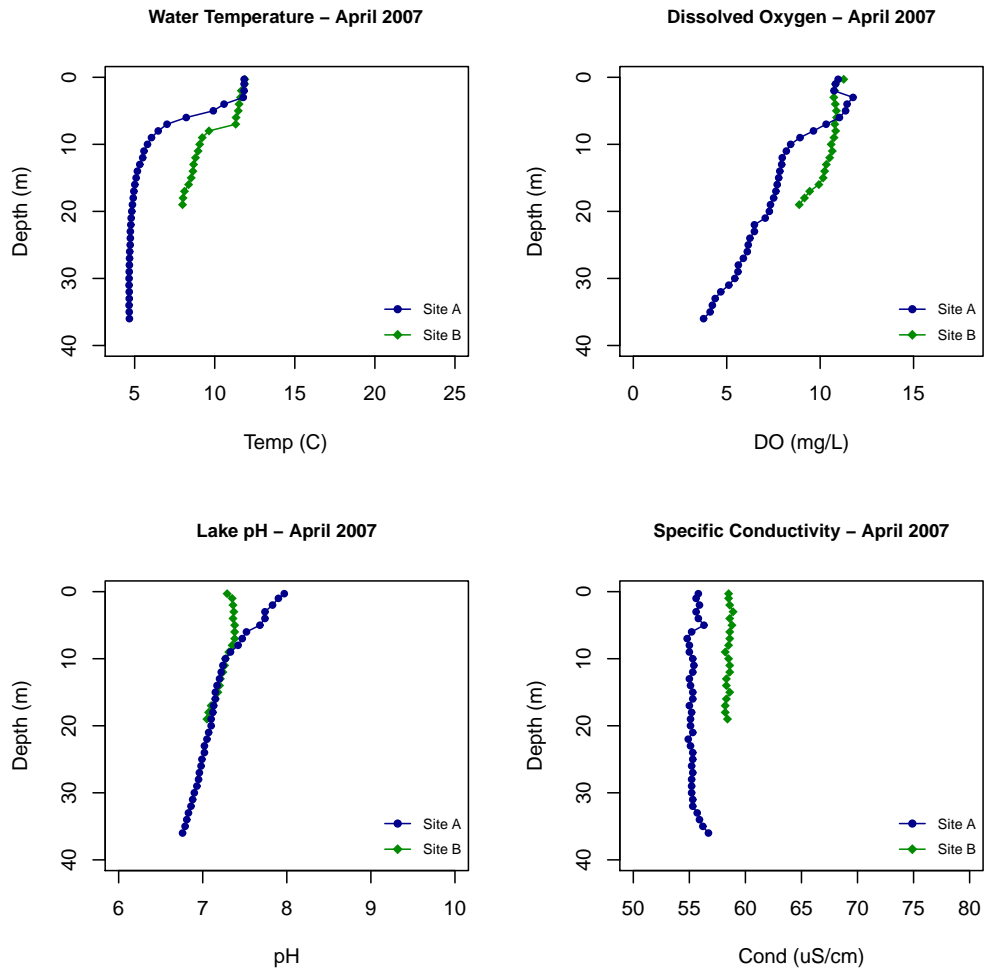 Water Temperature – April 2007
0
10
20
30
40
Depth (m)
Site A
Site B
5 10 15 20 25
Temp (C)
Dissolved Oxygen – April 2007
0
10
20
30
40
Depth (m)
Site A
Site B
0 5 10 15
DO (mg/L)
Lake pH – April 2007
0
10
20
30
40
Depth (m)
Site A
Site B
6 7 8 9 10
pH
Specific Conductivity – April 2007
0
10
20
30
40
Depth (m)
Site A
Site B
50 55 60 65 70 75 80
Cond (uS/cm)